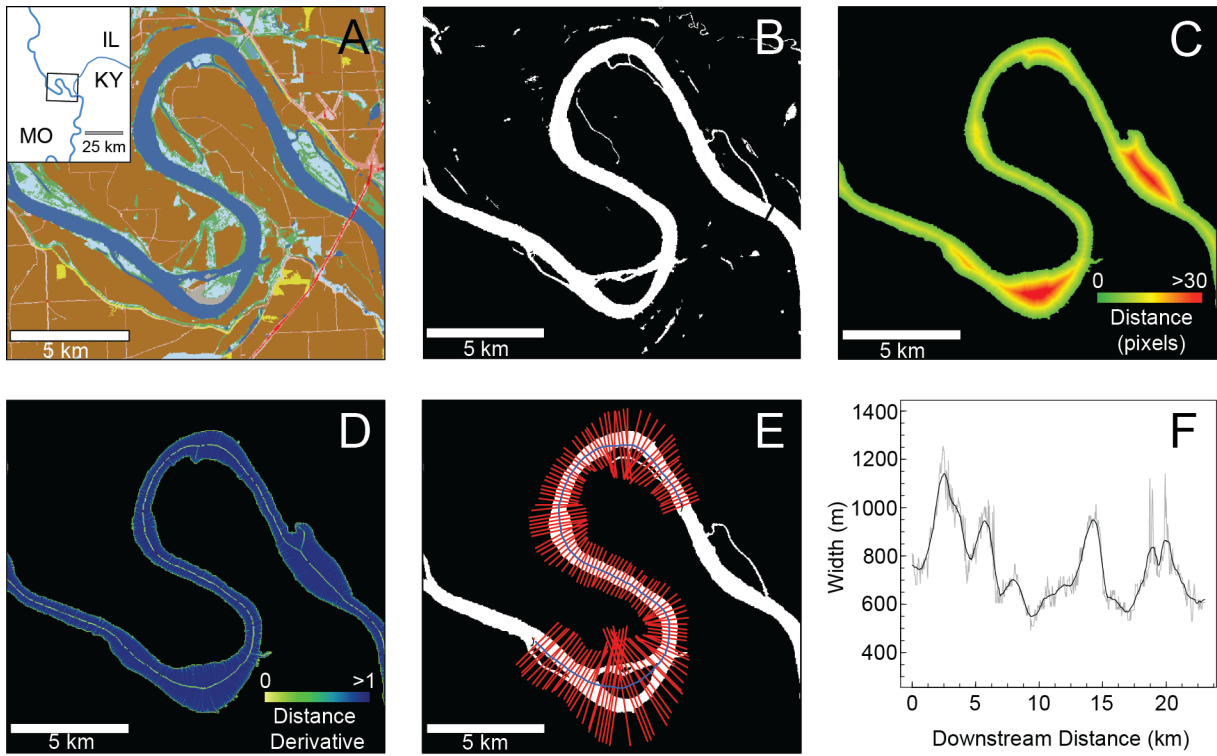 A
IL
KY
MO
25 km
5 km
B
5 km
C
0 >30
Distance
(pixels)
5 km
D
0 >1
Distance
Derivative
5 km
E
5 km
F
1400
1200
1000
800
600
400
Width (m)
0 5 10 15 20
Downstream Distance (km)